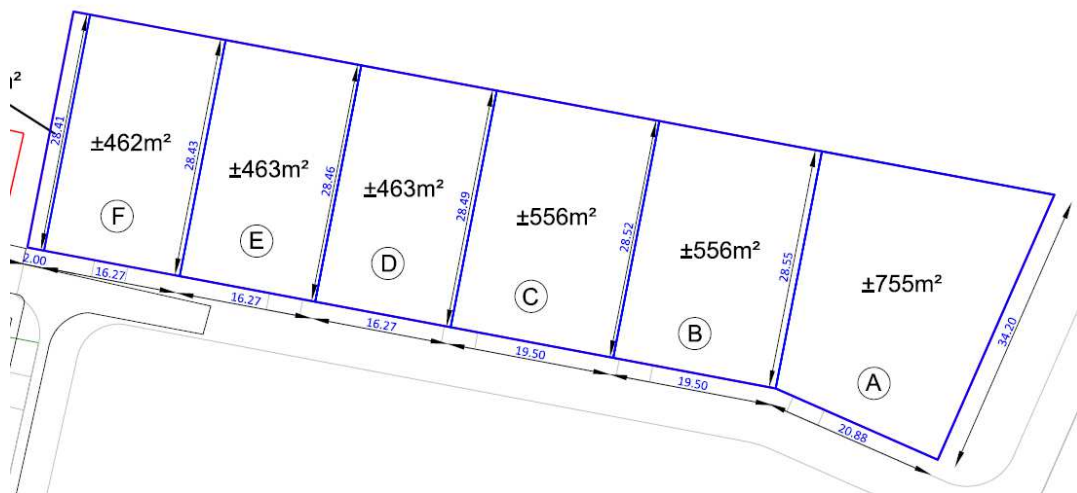 ²
28.41
±462m²
F
28.43
±463m²
E
28.46
±463m²
D
28.49
±556m²
C
28.52
±556m²
B
28.55
±755m²
A
34.20
2.00
16.27
16.27
16.27
19.50
19.50
20.88